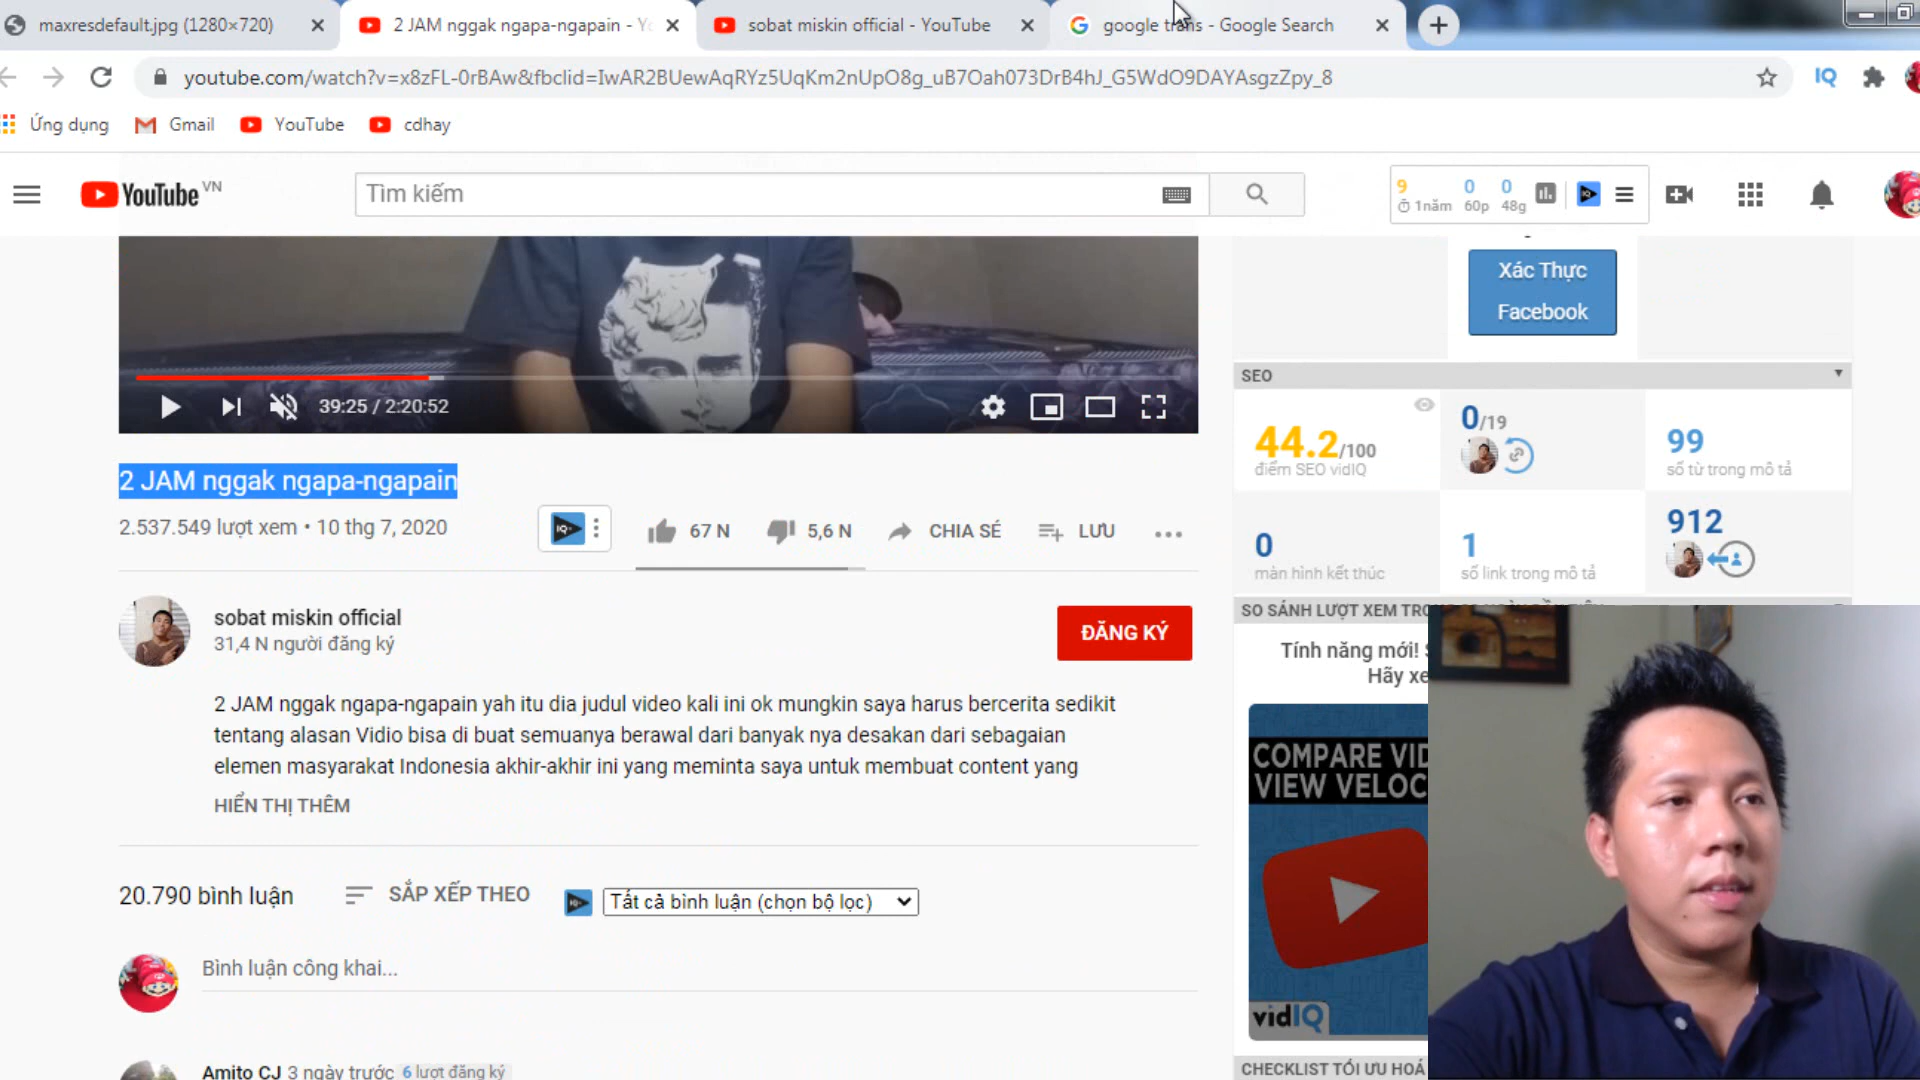 maxresdefault.jpg (1280×720)
2 JAM nggak ngapa-ngapain - Yo
sobat miskin official - YouTube
google trans - Google Search
youtube.com/watch?v=x8zFL-0rBAw&fbclid=IwAR2BUewAqRYz5UqKm2nUpO8g_uB7Oah073DrB4hJ_G5WdO9DAYAsgzZpy_8
IQ
Ứng dụng
Gmail
YouTube
cdhay
YouTube VN
Tìm kiếm
9 0 0
1năm 60p 48g
Xác Thực
Facebook
39:25 / 2:20:52
SEO
44.2/100
điểm SEO vidIQ
0/19
99
số từ trong mô tả
2 JAM nggak ngapa-ngapain
2.537.549 lượt xem • 10 thg 7, 2020
67 N
5,6 N
CHIA SẺ
LƯU
0
màn hình kết thúc
1
số link trong mô tả
912
sobat miskin official
31,4 N người đăng ký
ĐĂNG KÝ
SO SÁNH LƯỢT XEM
Tính năng mới!
Hãy xe
2 JAM nggak ngapa-ngapain yah itu dia judul video kali ini ok mungkin saya harus bercerita sedikit
tentang alasan Vidio bisa di buat semuanya berawal dari banyak nya desakan dari sebagaian
elemen masyarakat Indonesia akhir-akhir ini yang meminta saya untuk membuat content yang
HIỂN THỊ THÊM
COMPARE VID
VIEW VELOC
vidIQ
20.790 bình luận
SẮP XẾP THEO
Tất cả bình luận (chọn bộ lọc)
Bình luận công khai...
Amito CJ 3 ngày trước 6 lượt đăng ký
CHECKLIST TỐI ƯU HOÁ